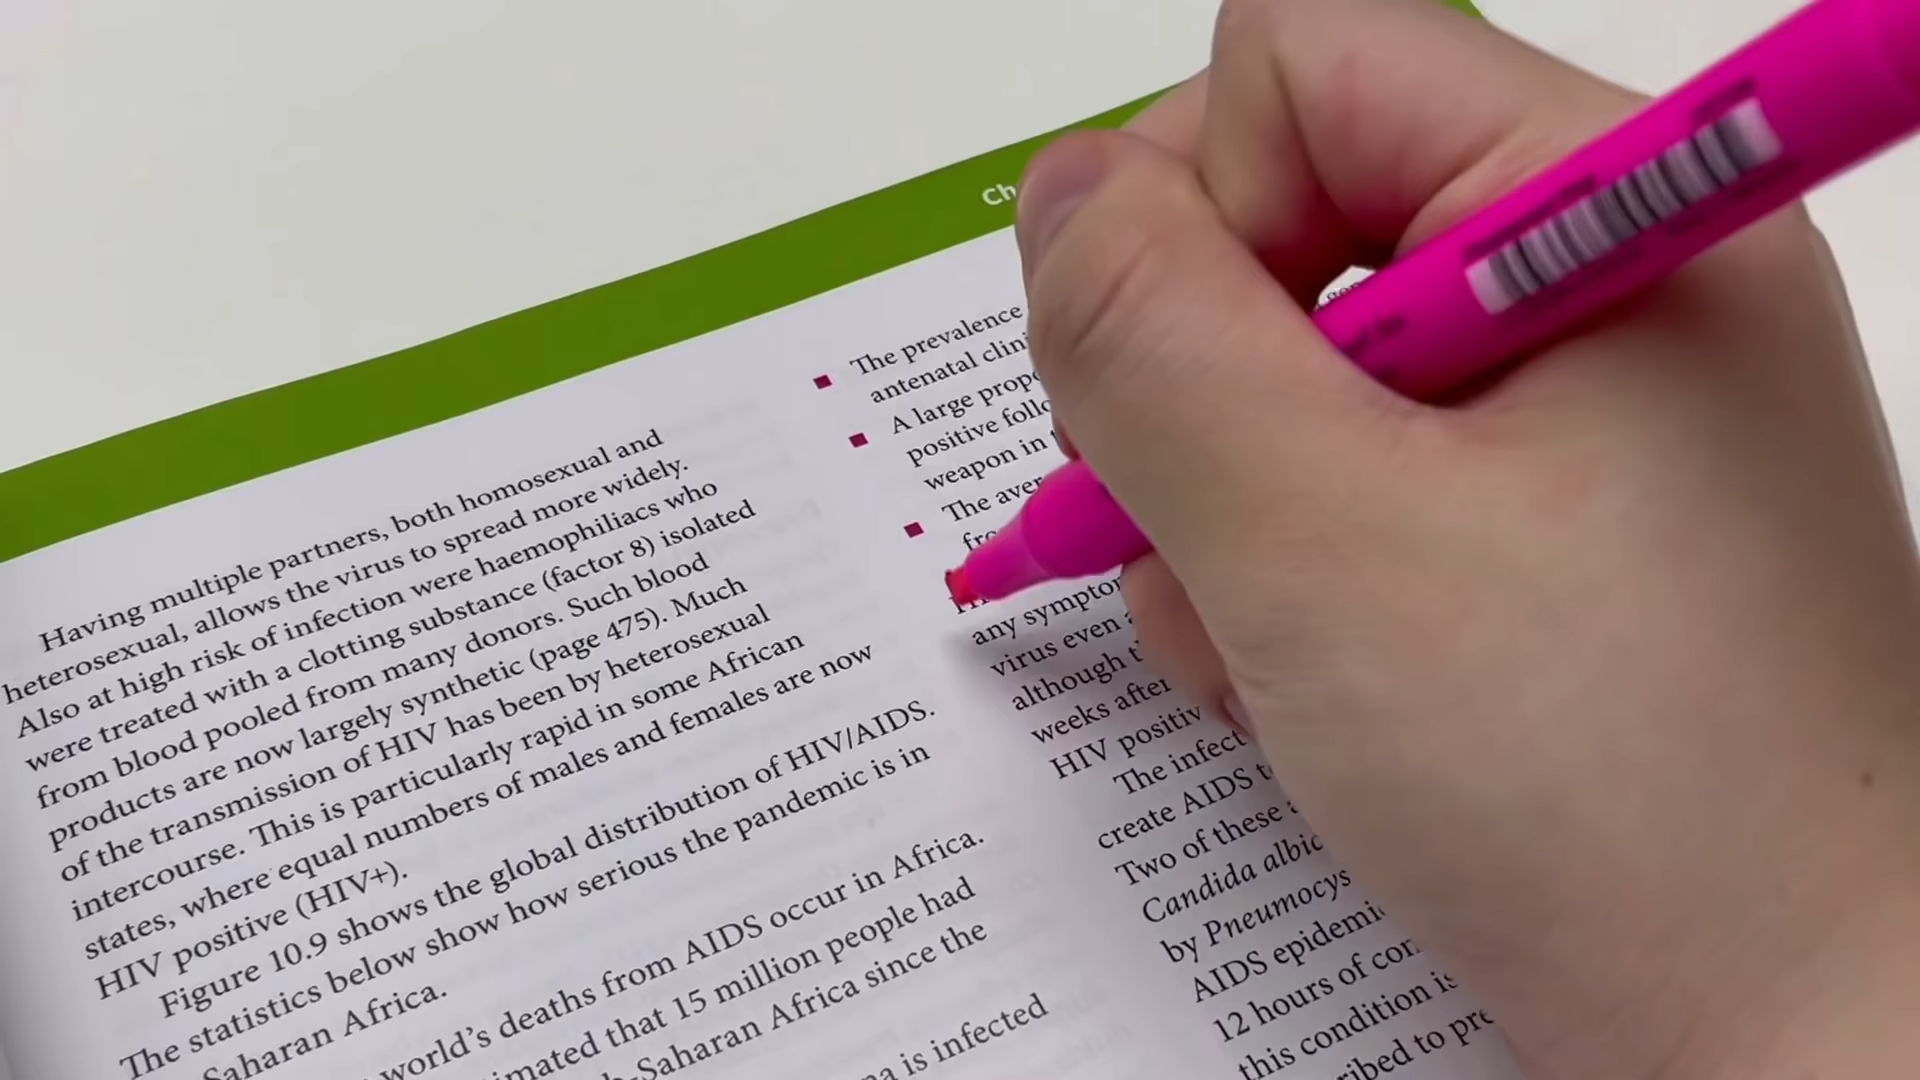 Ch
Having multiple partners, both homosexual and
heterosexual, allows the virus to spread more widely.
Also at high risk of infection were haemophiliacs who
were treated with a clotting substance (factor 8) isolated
from blood pooled from many donors. Such blood
products are now largely synthetic (page 475). Much
of the transmission of HIV has been by heterosexual
intercourse. This is particularly rapid in some African
states, where equal numbers of males and females are now
HIV positive (HIV+).
Figure 10.9 shows the global distribution of HIV/AIDS.
The statistics below show how serious the pandemic is in
Saharan Africa.
world's deaths from AIDS occur in Africa.
imated that 15 million people had
Saharan Africa since the
is infected
The prevalence
antenatal clini
A large propo
positive follo
weapon in
The aver
any sympto
virus even
although
weeks after
HIV positiv
The infect
create AIDS
Two of these
Candida albic
by Pneumocys
AIDS epidemi
12 hours of con
this condition is
ribed to pre